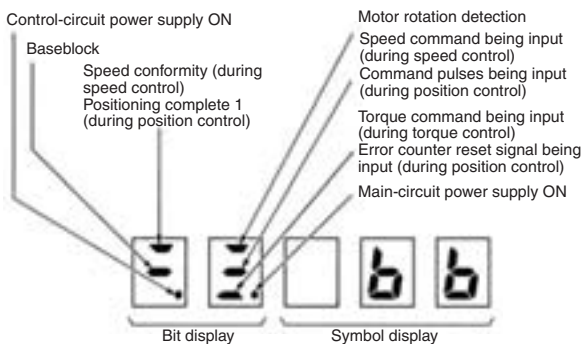 Control-circuit power supply ON
Baseblock
Speed conformity (during
speed control)
Positioning complete 1
(during position control)
Motor rotation detection
Speed command being input
(during speed control)
Command pulses being input
(during position control)
Torque command being input
(during torque control)
Error counter reset signal being
input (during position control)
Main-circuit power supply ON
b b
Bit display
Symbol display